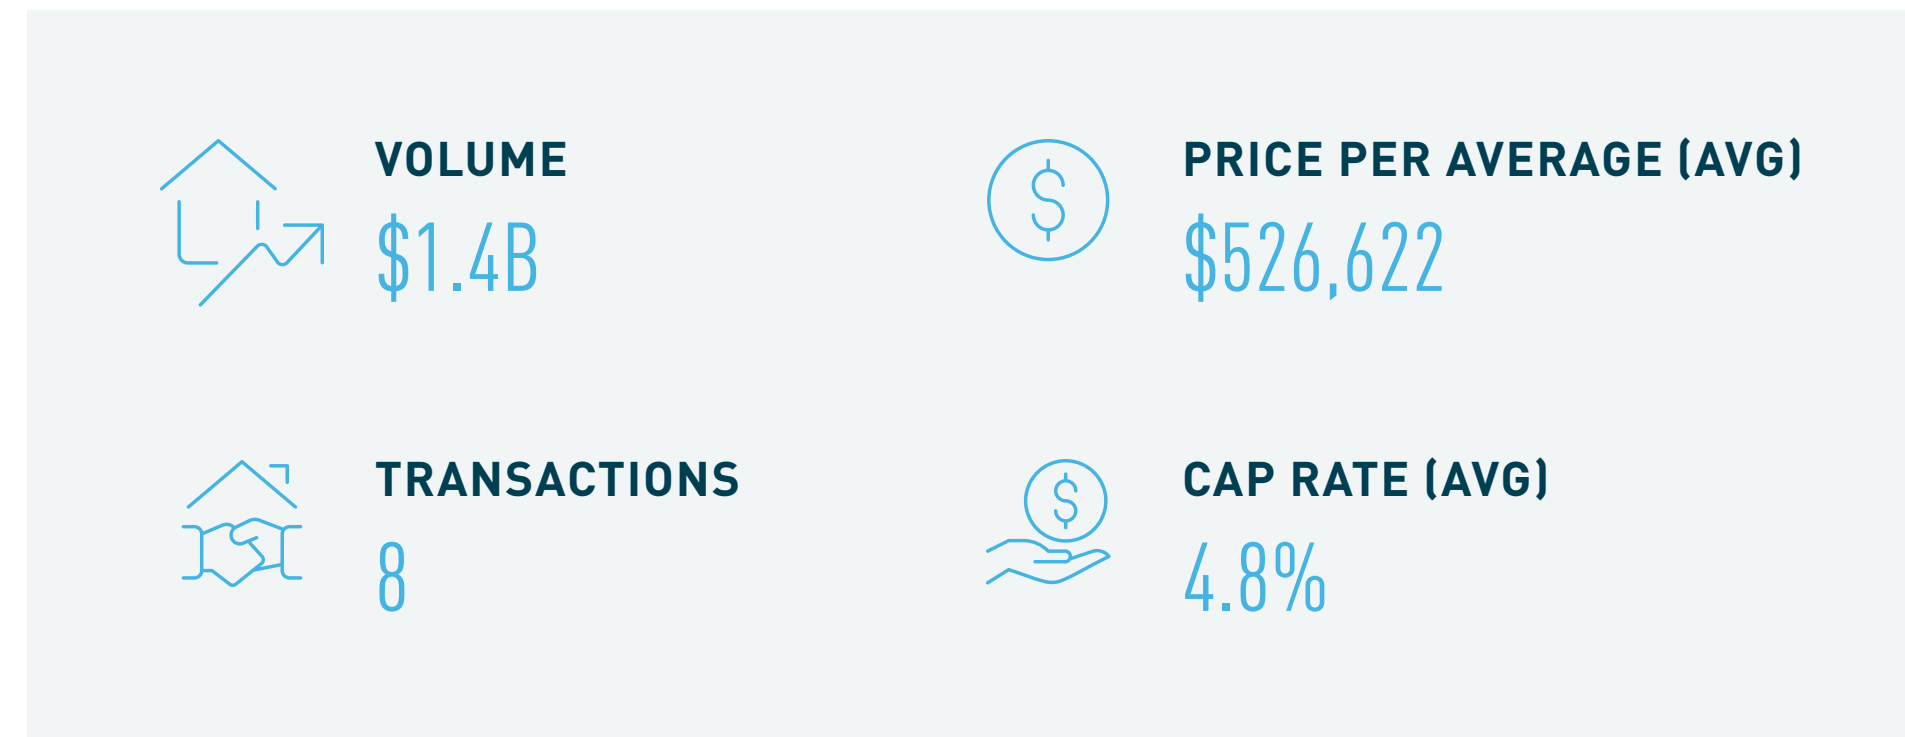 VOLUME
$1.4B
PRICE PER AVERAGE (AVG)
$526,622
TRANSACTIONS
8
CAP RATE (AVG)
4.8%